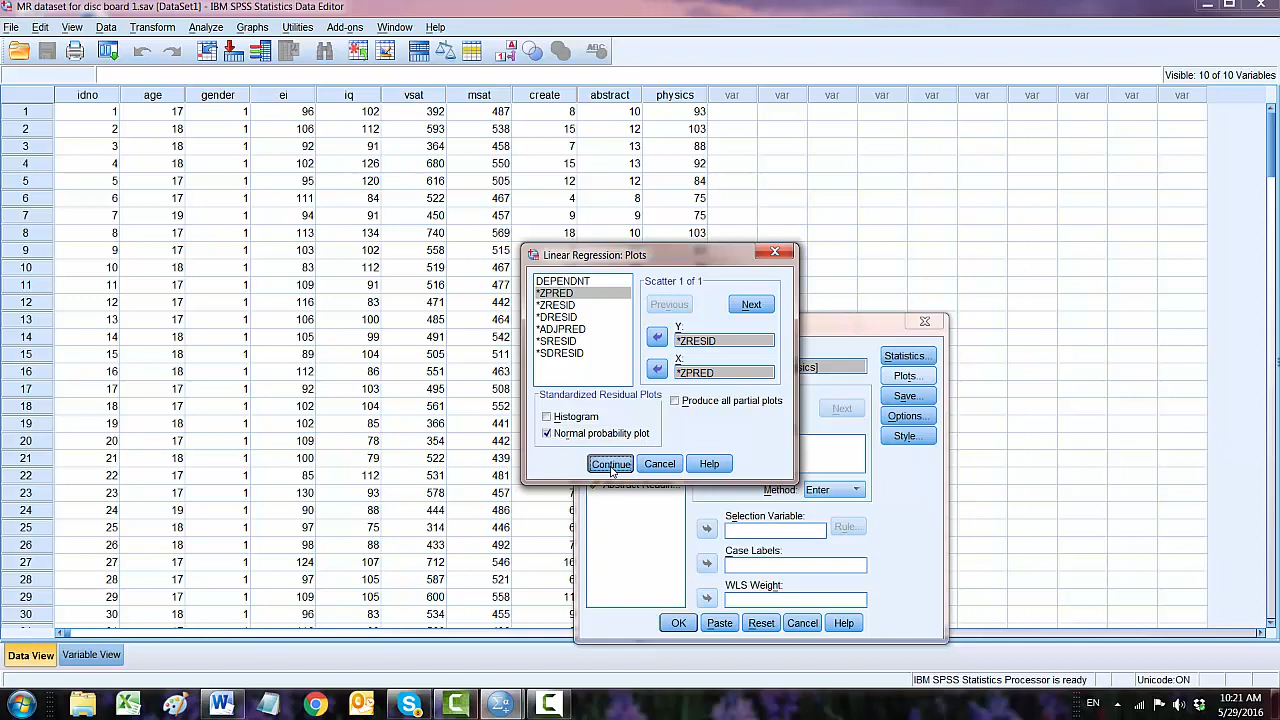 MR dataset for disc board 1.sav [DataSet1] - IBM SPSS Statistics Data Editor
File Edit View Data Transform Analyze Graphs Utilities Add-ons Window Help
Visible: 10 of 10 Variables
idno age gender ei iq vsat msat create abstract physics var var var var var var var
1 1 17 1 96 102 392 487 8 10 93
2 2 18 1 106 112 593 538 15 12 103
3 3 18 1 92 91 364 458 7 13 88
4 4 18 1 102 126 680 550 15 13 92
5 5 17 1 95 120 616 505 12 12 84
6 6 17 1 111 84 522 467 4 8 75
7 7 19 1 94 91 450 457 9 9 75
8 8 17 1 113 134 740 569 18 10 103
9 9 17 1 103 102 558 515
10 10 18 1 92 118 519 467
11 11 18 1 91 105 526 477
12 12 18 1 116 83 471 442
13 13 17 1 106 100 485 464
14 14 18 1 106 91 491 542
15 15 17 1 89 104 505 511
16 16 18 1 122 86 551 463
17 17 18 1 92 103 495 508
18 18 17 1 102 104 561 505
19 19 18 1 92 85 366 441
20 20 18 1 109 78 354 442
21 21 18 1 100 79 522 439
22 22 17 1 85 112 531 481
23 23 17 1 130 93 578 457
24 24 19 1 90 88 444 486
25 25 18 1 97 75 314 446
26 26 18 1 98 88 433 492
27 27 17 1 124 107 712 546
28 28 17 1 97 105 587 521
29 29 17 1 105 105 600 558
30 30 18 1 96 83 534 455
Linear Regression: Plots
DEPENDNT
*ZPRED
*ZRESID
*DRESID
*ADJPRED
*SRESID
*SDRESID
Scatter 1 of 1
Previous Next
Y:
*ZRESID
X:
*ZPRED
Standardized Residual Plots
Histogram
Normal probability plot
Produce all partial plots
Continue Cancel Help
Statistics...
Plots...
Save...
Options...
Style...
Next
Method: Enter
Selection Variable:
Rule...
Case Labels:
WLS Weight:
OK Paste Reset Cancel Help
Data View Variable View
IBM SPSS Statistics Processor is ready Unicode:ON
EN
10:21 AM
5/29/2016